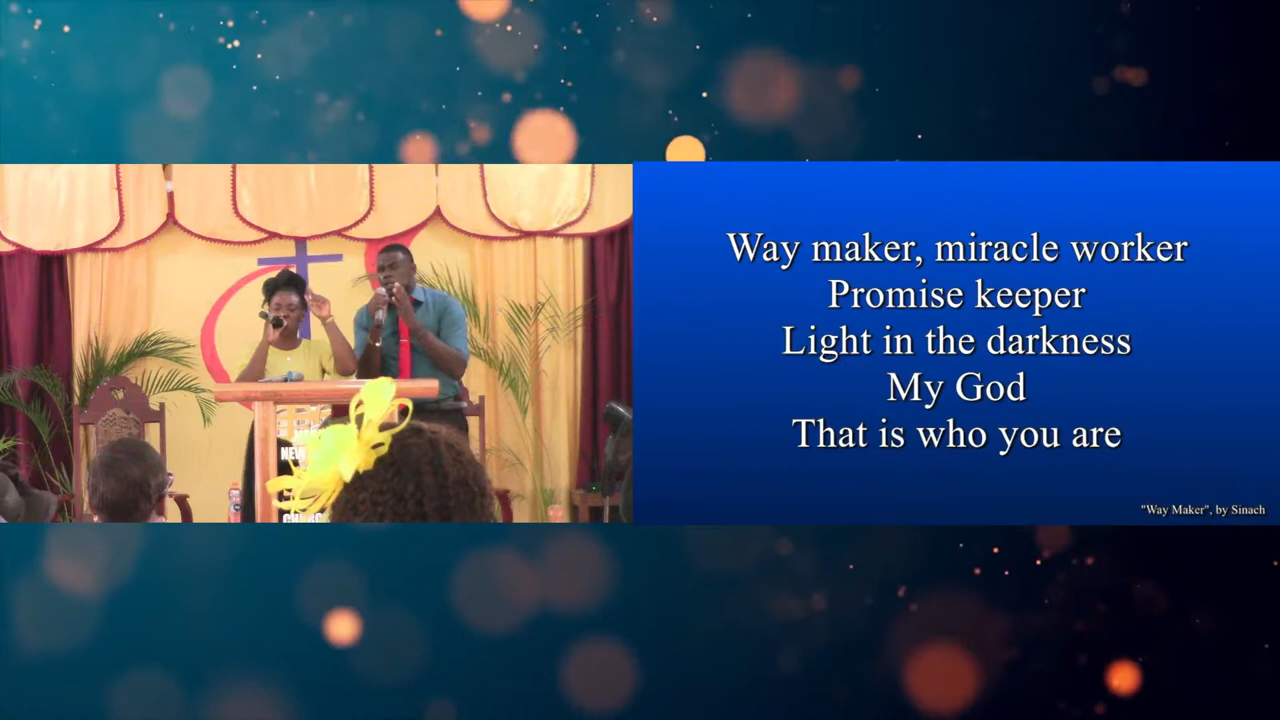 Way maker, miracle worker
Promise keeper
Light in the darkness
My God
That is who you are
"Way Maker", by Sinach
NEW